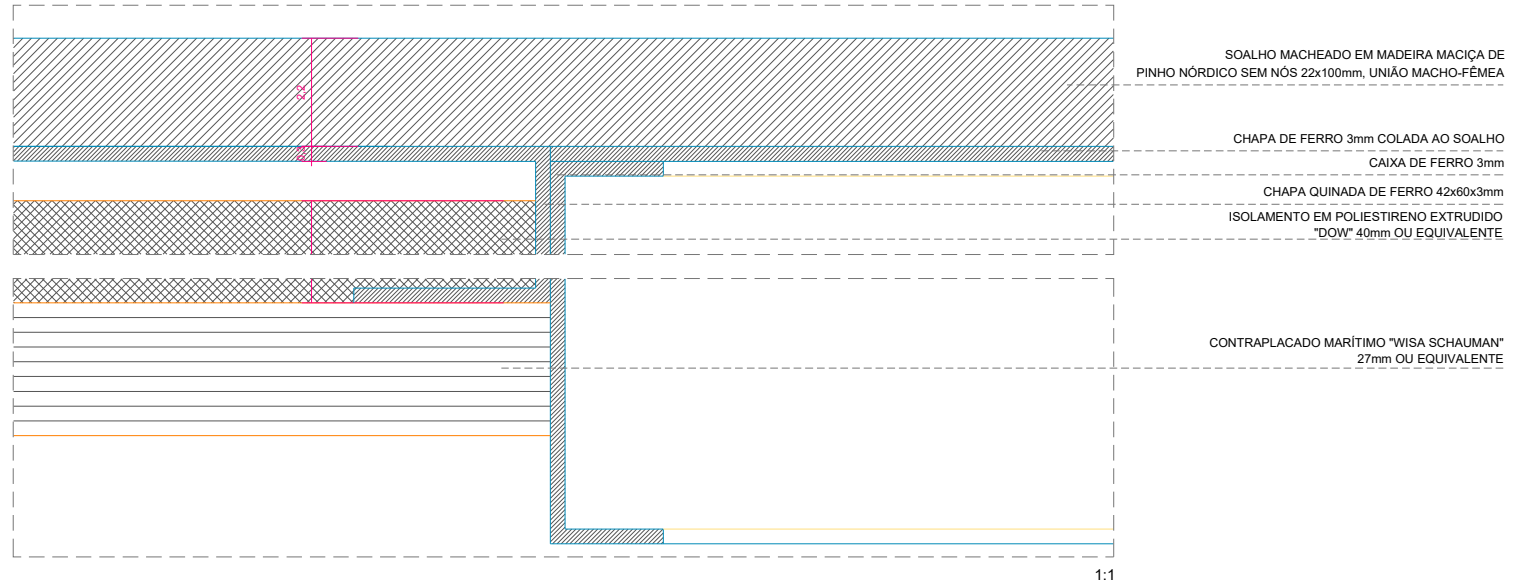 SOALHO MACHEADO EM MADEIRA MACIÇA DE
PINHO NÓRDICO SEM NÓS 22x100mm, UNIÃO MACHO-FÊMEA
2,2
CHAPA DE FERRO 3mm COLADA AO SOALHO
0,3
CAIXA DE FERRO 3mm
CHAPA QUINADA DE FERRO 42x60x3mm
ISOLAMENTO EM POLIESTIRENO EXTRUDIDO
"DOW" 40mm OU EQUIVALENTE
CONTRAPLACADO MARÍTIMO "WISA SCHAUMAN"
27mm OU EQUIVALENTE
1:1